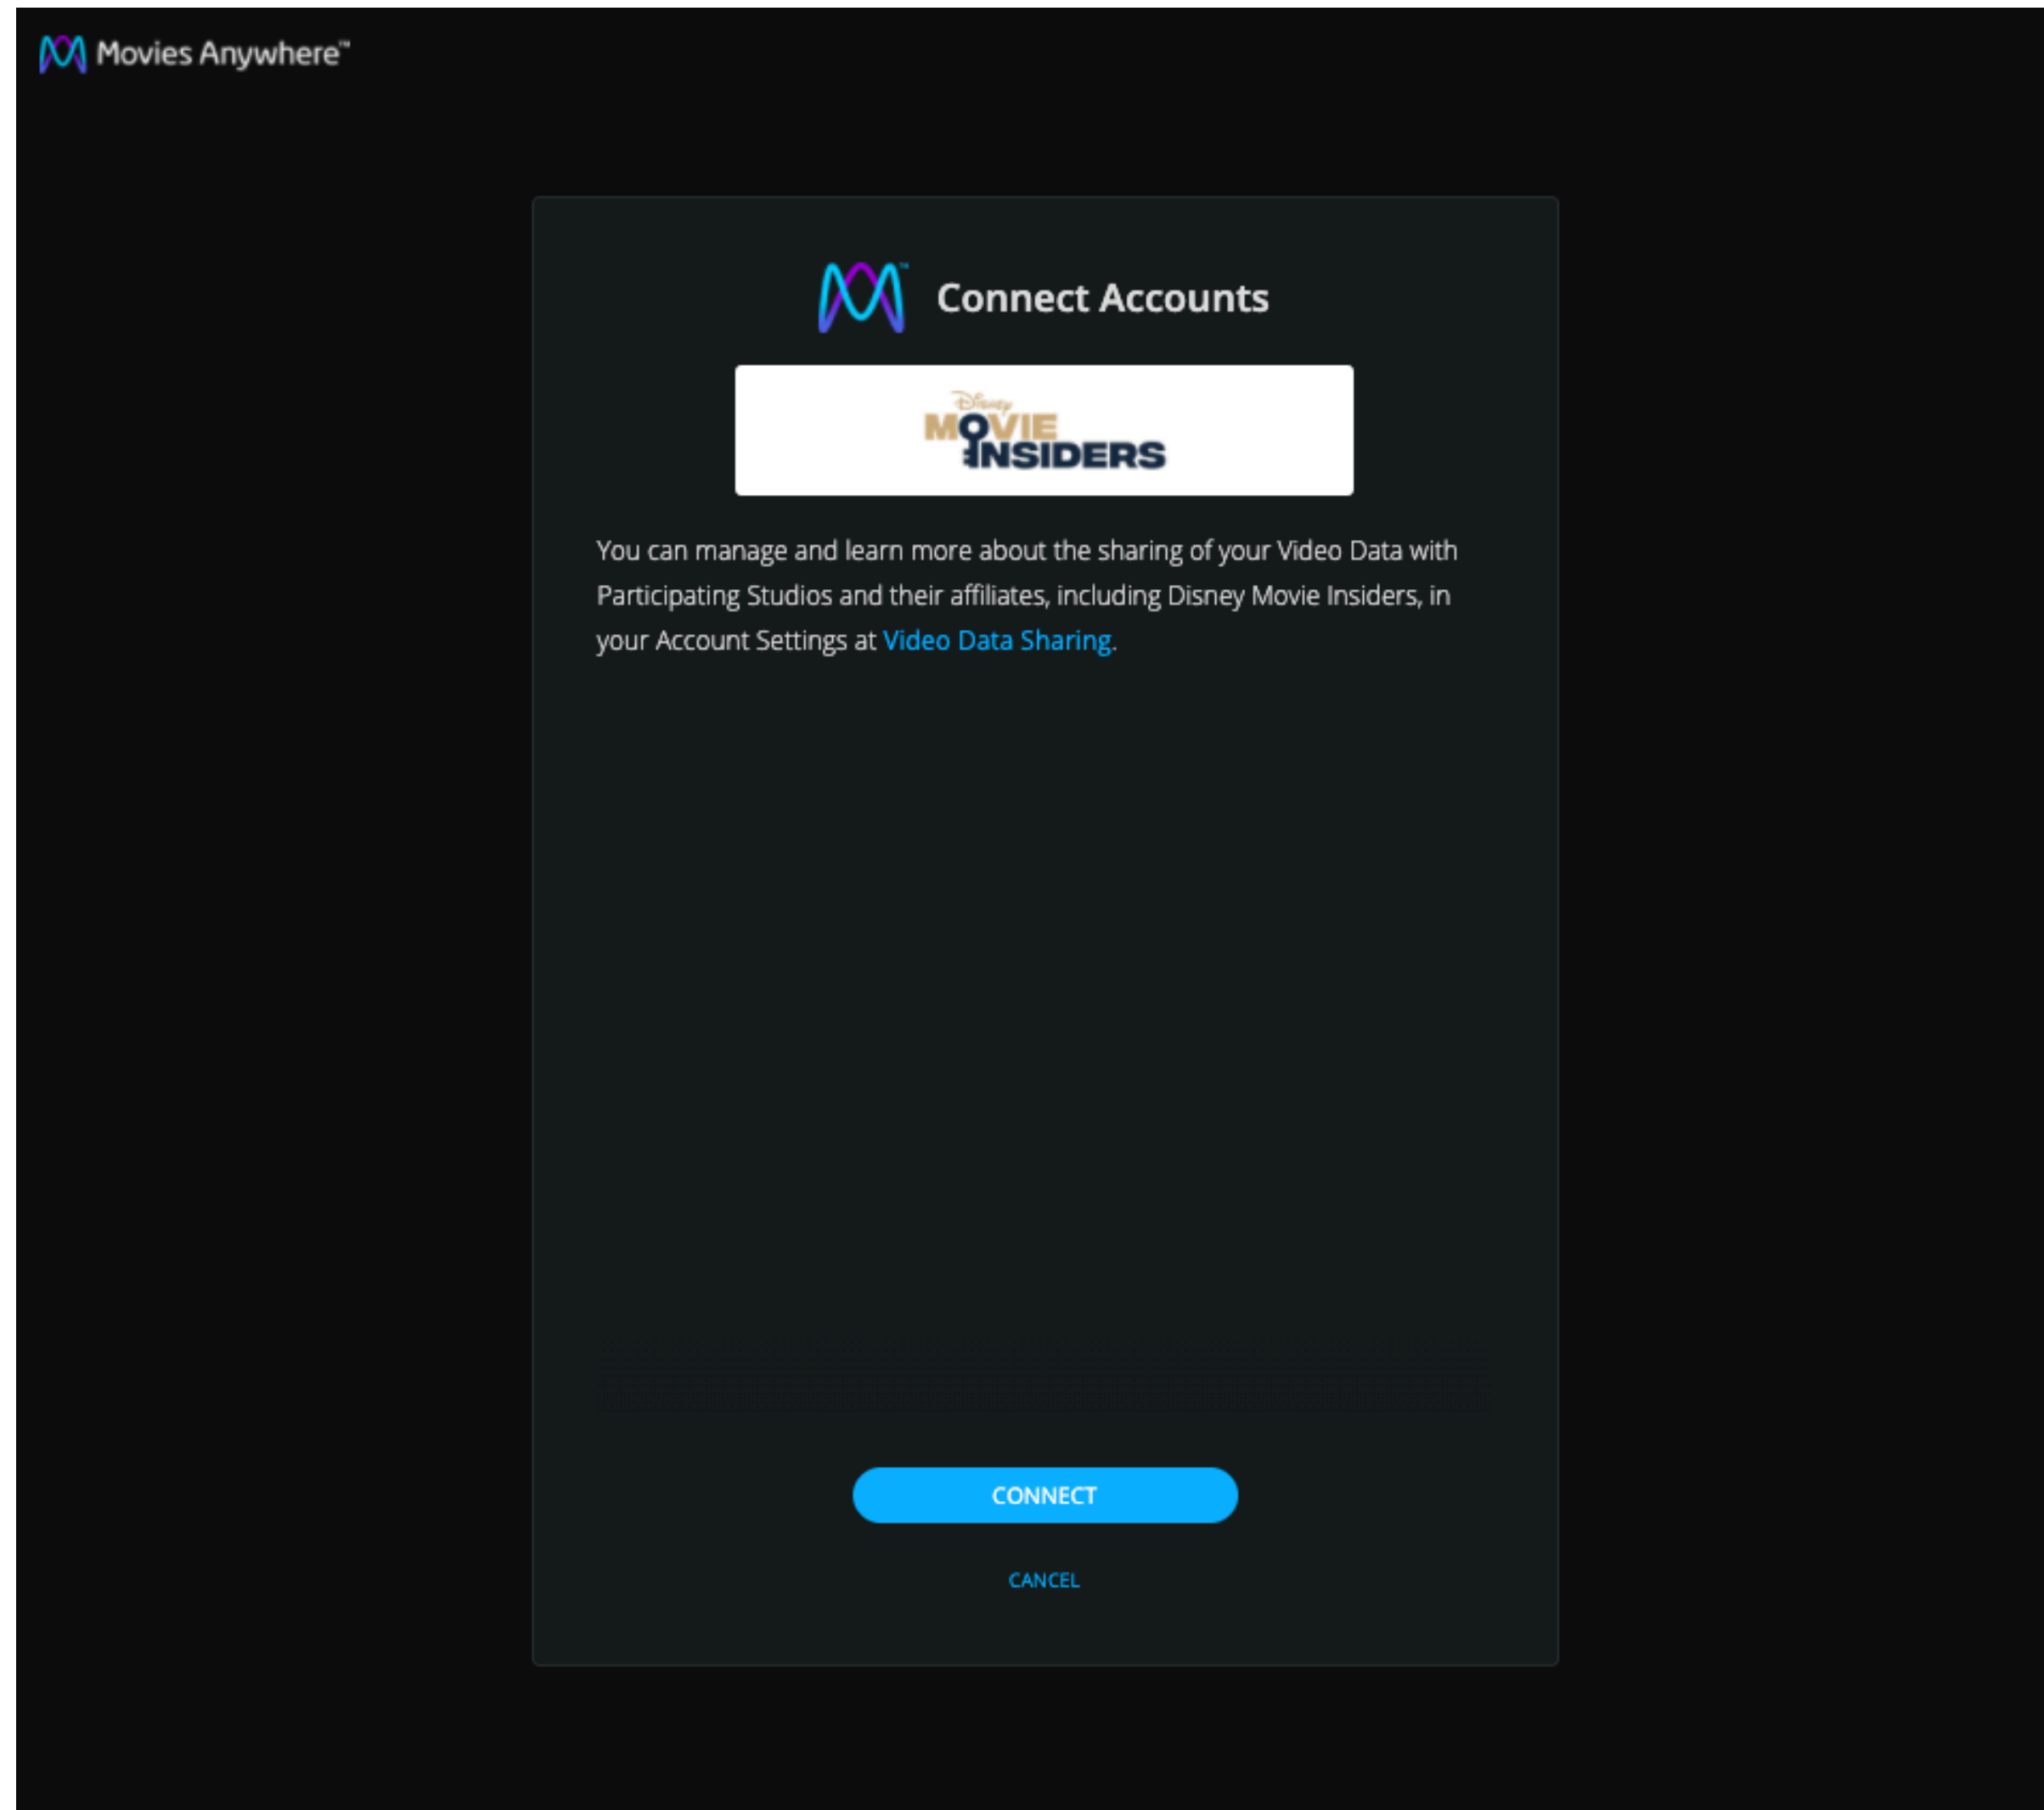 Movies Anywhere™
Connect Accounts
Disney
MOVIE
INSIDERS
You can manage and learn more about the sharing of your Video Data with
Participating Studios and their affiliates, including Disney Movie Insiders, in
your Account Settings at Video Data Sharing.
CONNECT
CANCEL